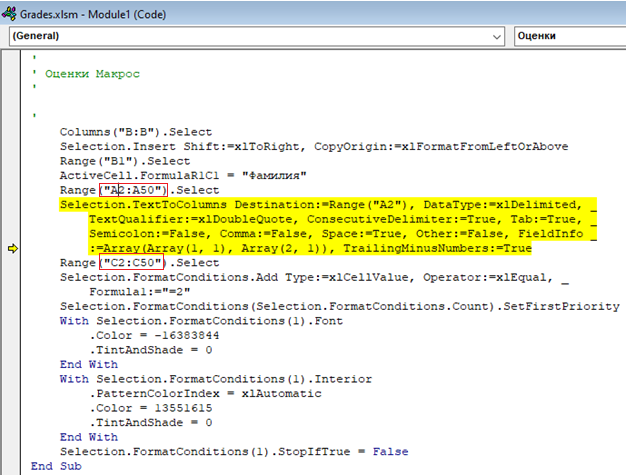 Grades.xlsm - Module1 (Code)
(General) Оценки
'
' Оценки Макрос
'
'
Columns("B:B").Select
Selection.Insert Shift:=xlToRight, CopyOrigin:=xlFormatFromLeftOrAbove
Range("B1").Select
ActiveCell.FormulaR1C1 = "Фамилия"
Range("A2:A50").Select
Selection.TextToColumns Destination:=Range("A2"), DataType:=xlDelimited, _
TextQualifier:=xlDoubleQuote, ConsecutiveDelimiter:=True, Tab:=True, _
Semicolon:=False, Comma:=False, Space:=True, Other:=False, FieldInfo _
:=Array(Array(1, 1), Array(2, 1)), TrailingMinusNumbers:=True
Range("C2:C50").Select
Selection.FormatConditions.Add Type:=xlCellValue, Operator:=xlEqual, _
Formula1:="=2"
Selection.FormatConditions(Selection.FormatConditions.Count).SetFirstPriority
With Selection.FormatConditions(1).Font
.Color = -16383844
.TintAndShade = 0
End With
With Selection.FormatConditions(1).Interior
.PatternColorIndex = xlAutomatic
.Color = 13551615
.TintAndShade = 0
End With
Selection.FormatConditions(1).StopIfTrue = False
End Sub